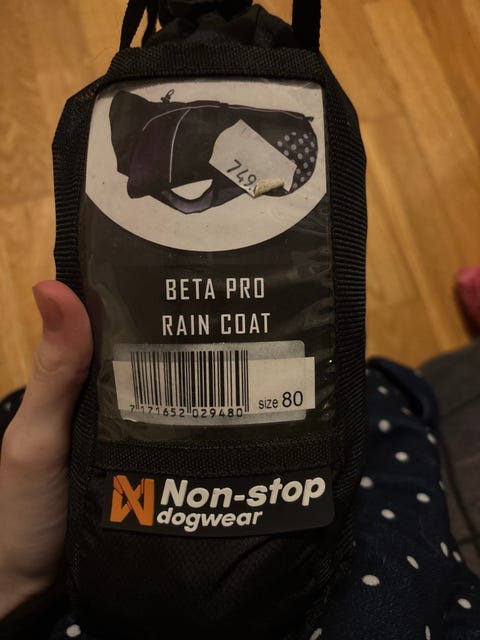 749
BETA PRO
RAIN COAT
7 171652 029480
size 80
Non-stop
dogwear